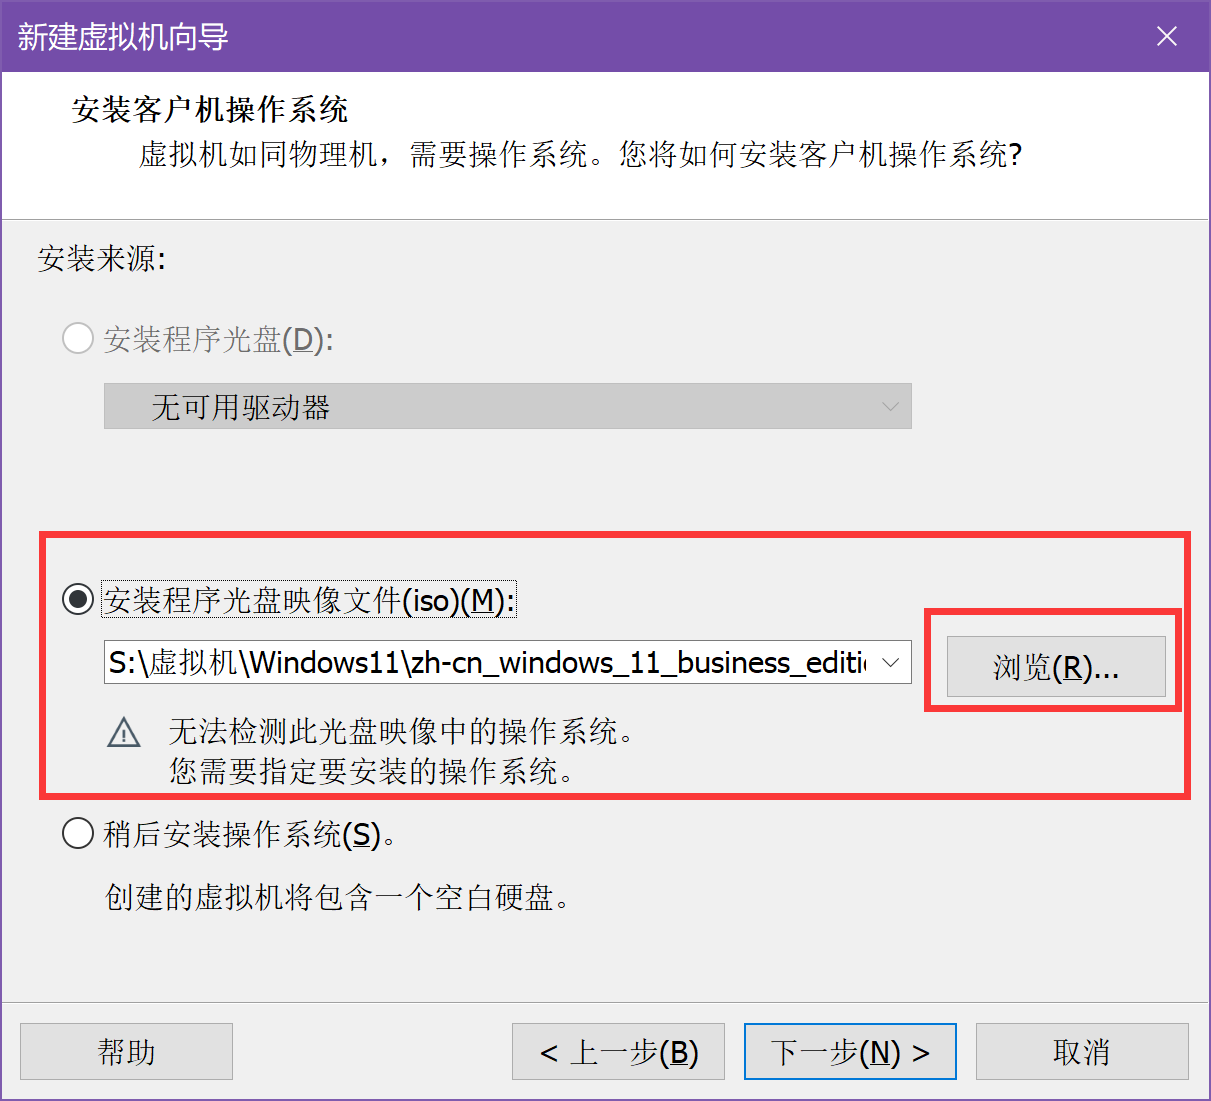 新建虚拟机向导
安装客户机操作系统
虚拟机如同物理机，需要操作系统。您将如何安装客户机操作系统?
安装来源:
安装程序光盘(D):
无可用驱动器
安装程序光盘映像文件(iso)(M):
S:\虚拟机\Windows11\zh-cn_windows_11_business_editi
浏览(R)...
无法检测此光盘映像中的操作系统。
您需要指定要安装的操作系统。
稍后安装操作系统(S)。
创建的虚拟机将包含一个空白硬盘。
帮助
< 上一步(B)
下一步(N) >
取消